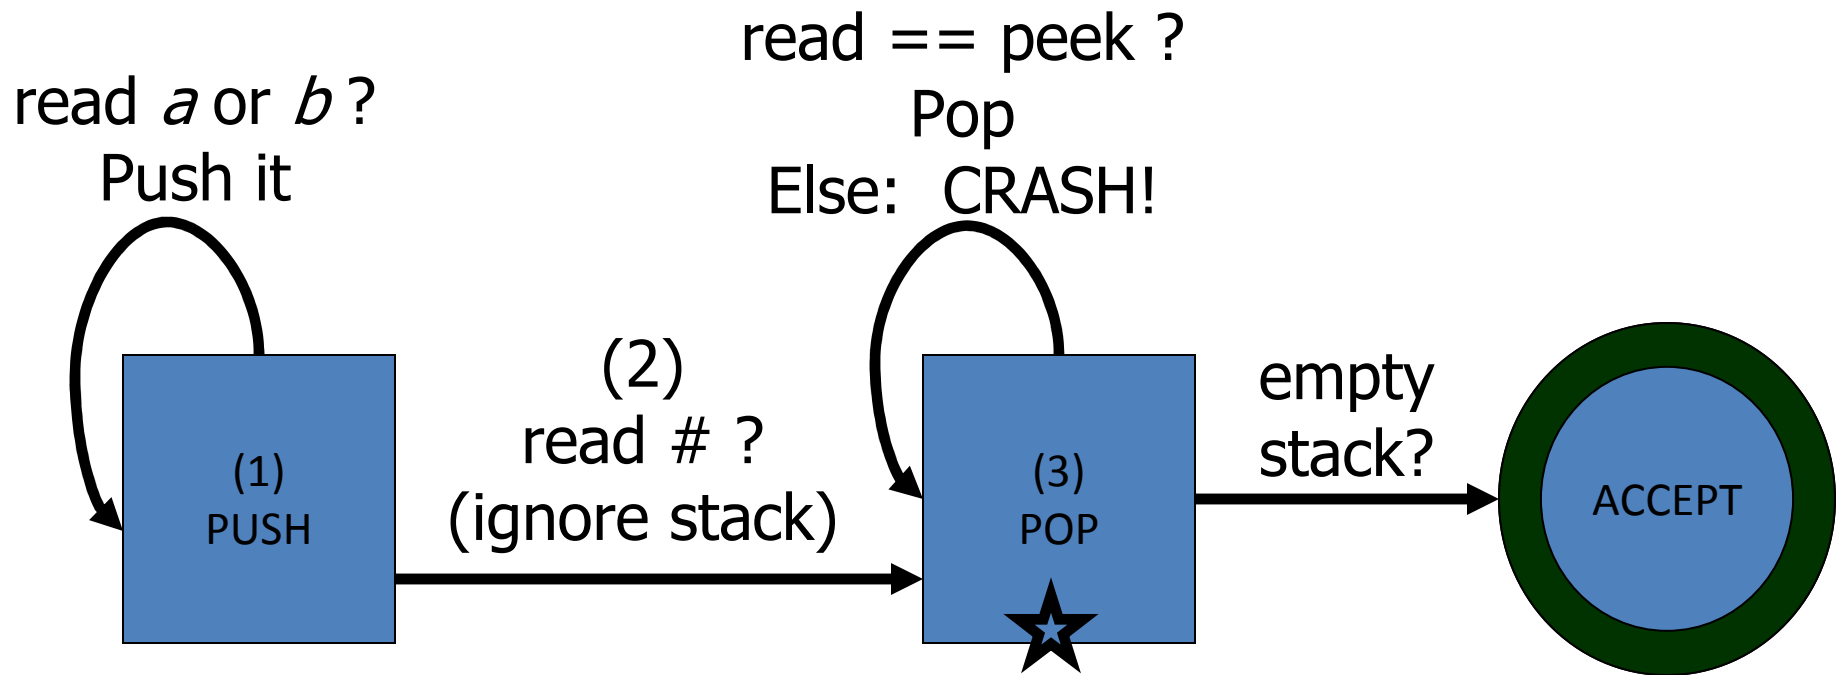 read a or b ?
Push it
read == peek ?
Pop
Else:  CRASH!
(1)
PUSH
(2)
read # ?
(ignore stack)
(3)
POP
empty
stack?
ACCEPT